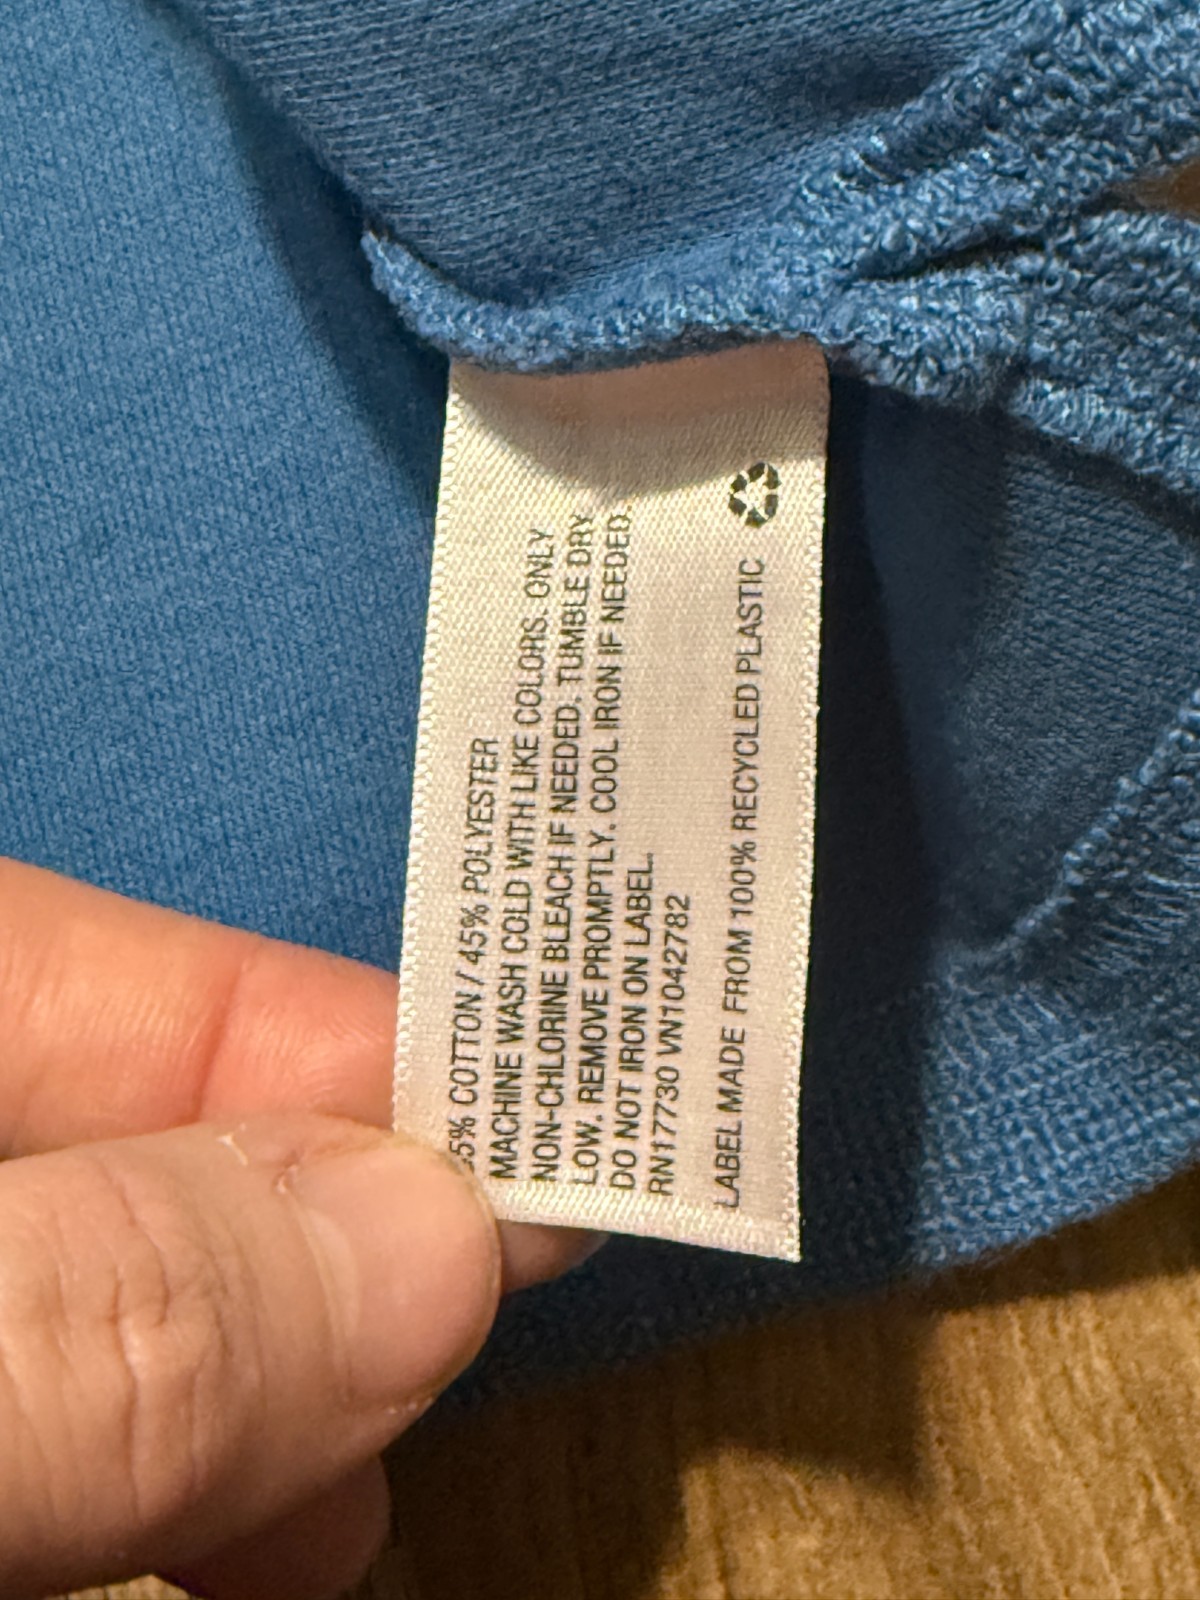 5% COTTON / 45% POLYESTER
MACHINE WASH COLD WITH LIKE COLORS. ONLY
NON-CHLORINE BLEACH IF NEEDED. TUMBLE DRY
LOW. REMOVE PROMPTLY. COOL IRON IF NEEDED.
DO NOT IRON ON LABEL.
RN17730 VN1042782
LABEL MADE FROM 100% RECYCLED PLASTIC